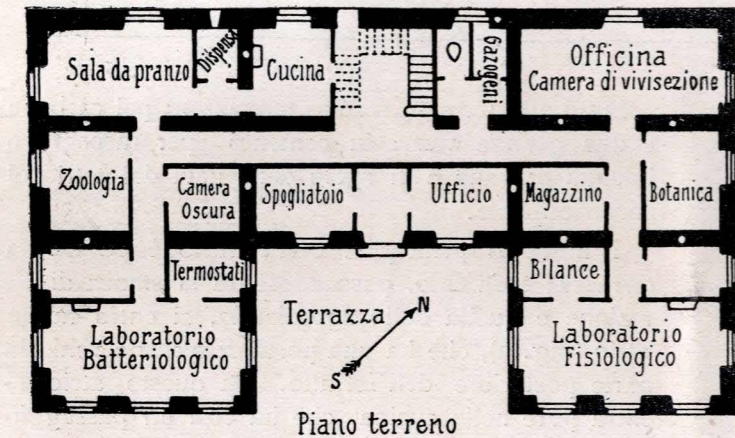 Sala da pranzo
Dispensa
Cucina
Gazogeni
Officina
Camera di vivisezione
Zoologia
Camera
Oscura
Spogliatoio
Ufficio
Magazzino
Botanica
Termostati
Bilance
Laboratorio
Batteriologico
Terrazza
N
S
Laboratorio
Fisiologico
Piano terreno